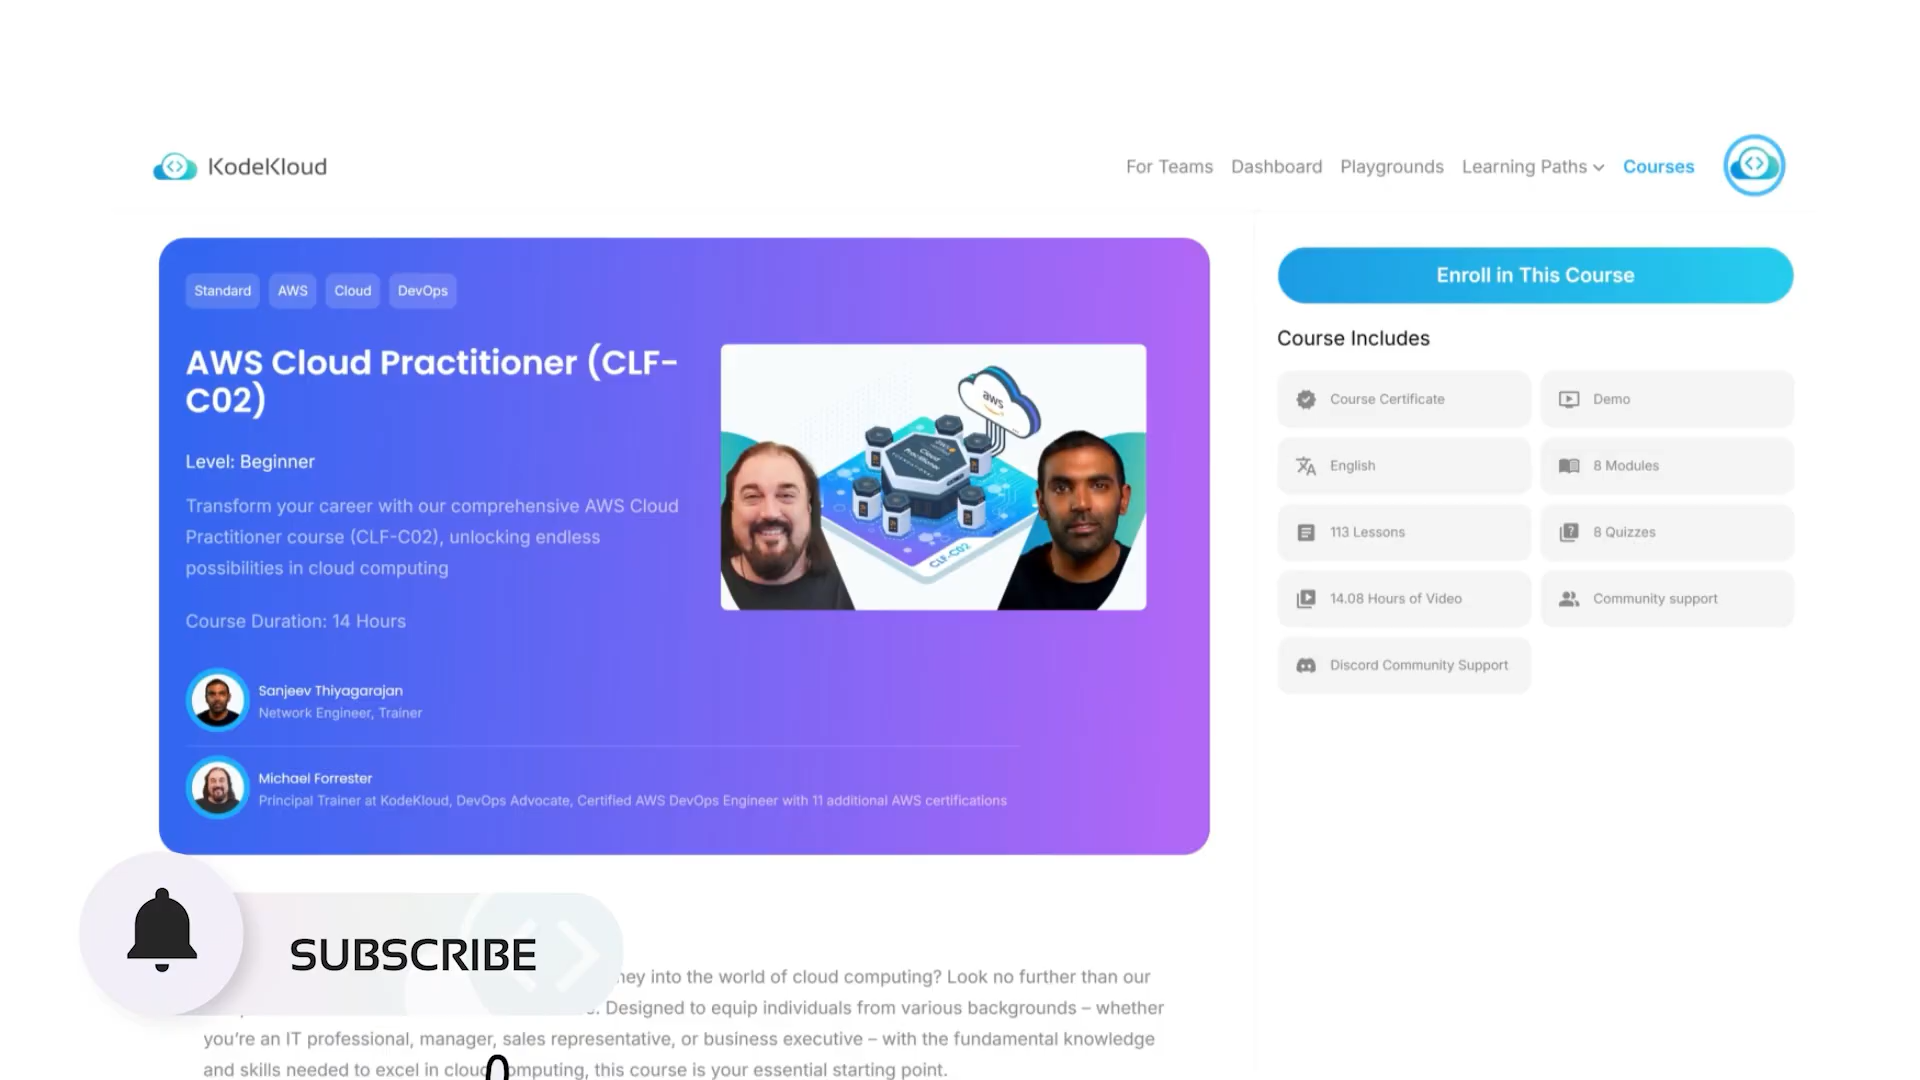 KodeKloud
For Teams
Dashboard
Playgrounds
Learning Paths
Courses
Standard
AWS
Cloud
DevOps
AWS Cloud Practitioner (CLF-
C02)
Level: Beginner
Transform your career with our comprehensive AWS Cloud
Practitioner course (CLF-C02), unlocking endless
possibilities in cloud computing
Course Duration: 14 Hours
aws
Cloud
Practitioner
CLF-C02
Sanjeev Thiyagarajan
Network Engineer, Trainer
Michael Forrester
Principal Trainer at KodeKloud, DevOps Advocate, Certified AWS DevOps Engineer with 11 additional AWS certifications
Enroll in This Course
Course Includes
Course Certificate
Demo
English
8 Modules
113 Lessons
8 Quizzes
14.08 Hours of Video
Community support
Discord Community Support
SUBSCRIBE
into the world of cloud computing? Look no further than our
Designed to equip individuals from various backgrounds – whether
you're an IT professional, manager, sales representative, or business executive – with the fundamental knowledge
and skills needed to excel in cloud computing, this course is your essential starting point.